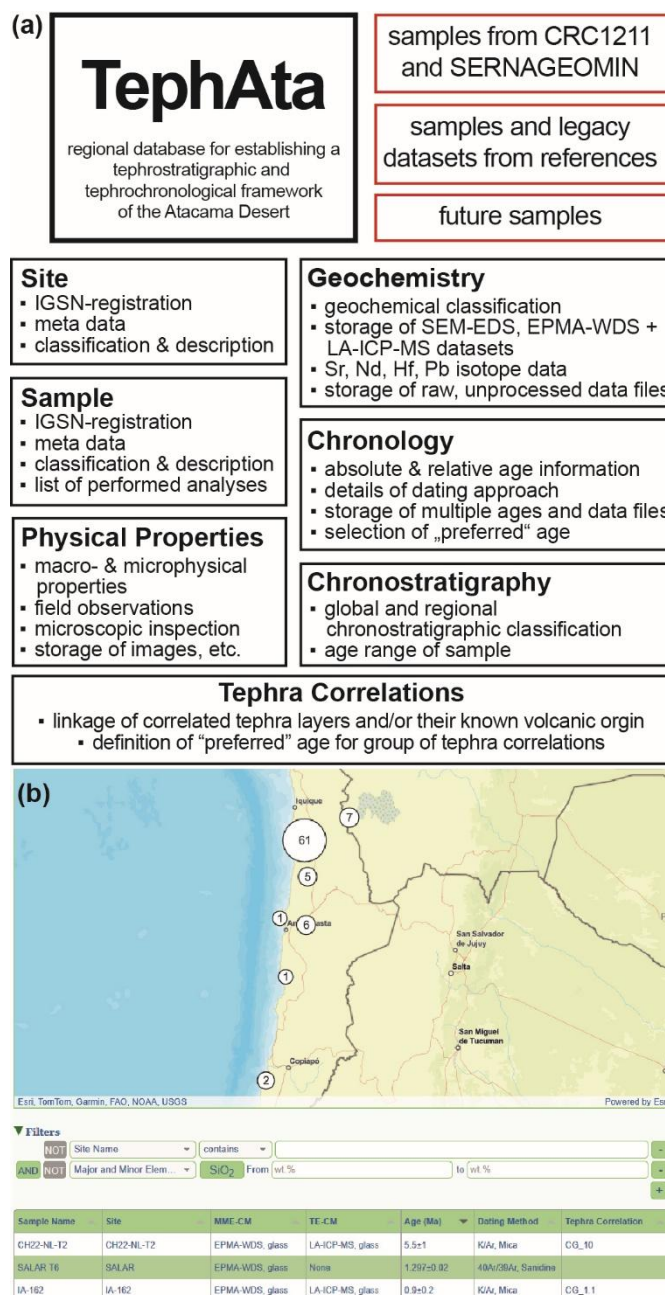 (a)
TephAta
regional database for establishing a
tephrostratigraphic and
tephrochronological framework
of the Atacama Desert
samples from CRC1211
and SERNAGEOMIN
samples and legacy
datasets from references
future samples
Site
▪ IGSN-registration
▪ meta data
▪ classification & description
Sample
▪ IGSN-registration
▪ meta data
▪ classification & description
▪ list of performed analyses
Physical Properties
▪ macro- & microphysical
properties
▪ field observations
▪ microscopic inspection
▪ storage of images, etc.
Geochemistry
▪ geochemical classification
▪ storage of SEM-EDS, EPMA-WDS +
LA-ICP-MS datasets
▪ Sr, Nd, Hf, Pb isotope data
▪ storage of raw, unprocessed data files
Chronology
▪ absolute & relative age information
▪ details of dating approach
▪ storage of multiple ages and data files
▪ selection of „preferred“ age
Chronostratigraphy
▪ global and regional
chronostratigraphic classification
▪ age range of sample
Tephra Correlations
▪ linkage of correlated tephra layers and/or their known volcanic orgin
▪ definition of “preferred” age for group of tephra correlations
(b)
Iquique
7
61
5
1
6
San Salvador
de Jujuy
Salta
1
San Miguel
de Tucuman
Copiapó
2
Esri, TomTom, Garmin, FAO, NOAA, USGS
Powered by Esri
Filters
NOT Site Name contains -
AND NOT Major and Minor Elem... SiO2 From wt.% to wt.% -
+
Sample Name Site MME-CM TE-CM Age (Ma) Dating Method Tephra Correlation
CH22-NL-T2 CH22-NL-T2 EPMA-WDS, glass LA-ICP-MS, glass 5.5±1 K/Ar, Mica CG_10
SALAR T6 SALAR EPMA-WDS, glass None 1.297±0.02 40Ar/39Ar, Sanidine
IA-162 IA-162 EPMA-WDS, glass LA-ICP-MS, glass 0.9±0.2 K/Ar, Mica CG_1.1